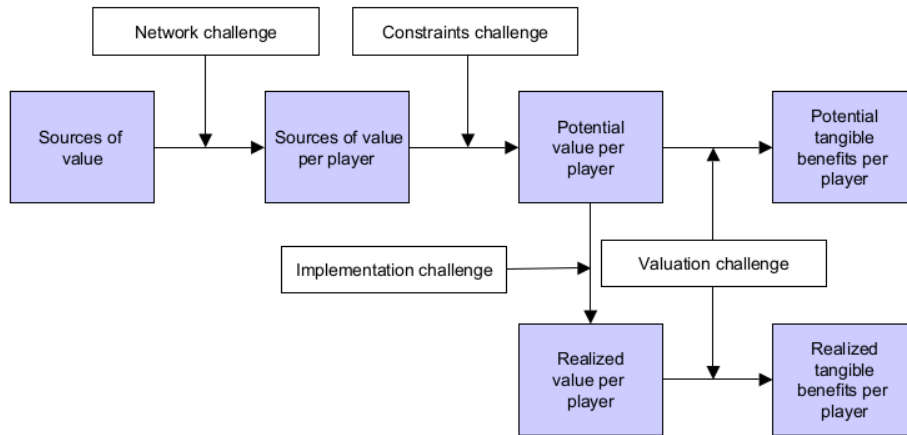 Network challenge
Constraints challenge
Sources of
value
Sources of value
per player
Potential
value per
player
Potential
tangible
benefits per
player
Implementation challenge
Valuation challenge
Realized
value per
player
Realized
tangible
benefits per
player